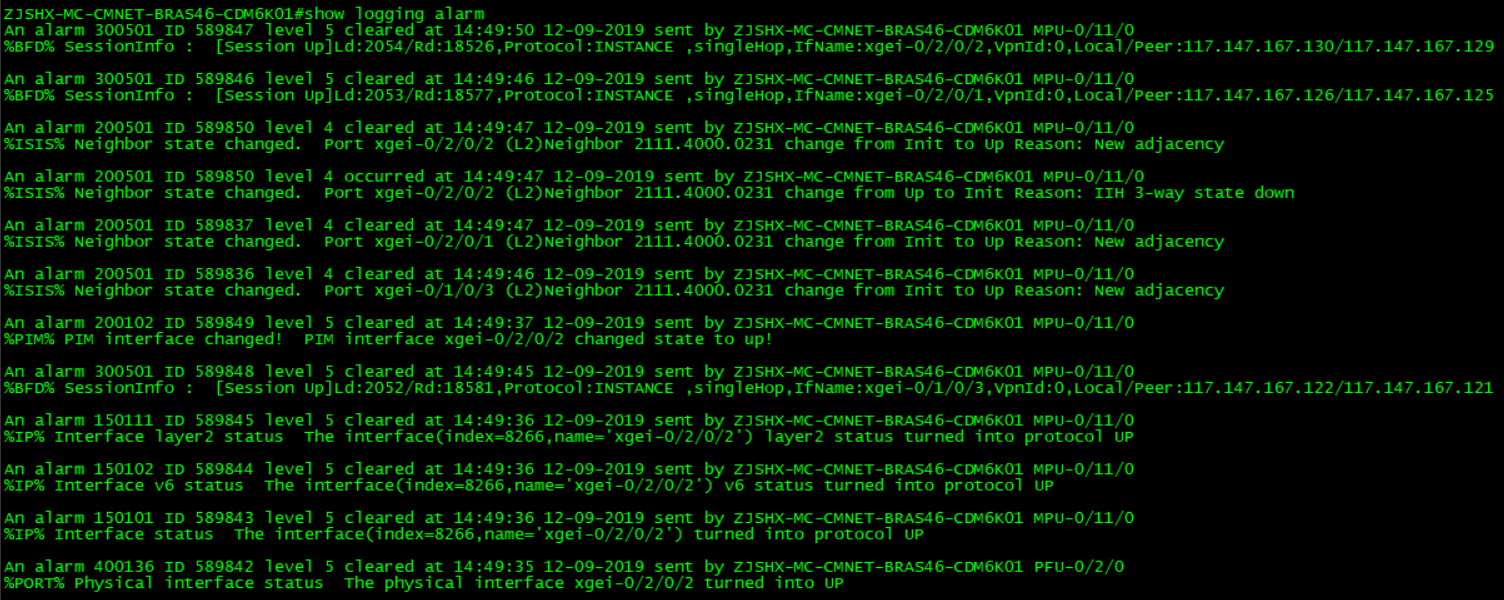 ZJSHX-MC-CMNET-BRAS46-CDM6K01#show logging alarm
An alarm 300501 ID 589847 level 5 cleared at 14:49:50 12-09-2019 sent by ZJSHX-MC-CMNET-BRAS46-CDM6K01 MPU-0/11/0
%BFD% SessionInfo :  [Session Up]Ld:2054/Rd:18526,Protocol:INSTANCE ,singleHop,IfName:xgei-0/2/0/2,VpnId:0,Local/Peer:117.147.167.130/117.147.167.129
An alarm 300501 ID 589846 level 5 cleared at 14:49:46 12-09-2019 sent by ZJSHX-MC-CMNET-BRAS46-CDM6K01 MPU-0/11/0
%BFD% SessionInfo :  [Session Up]Ld:2053/Rd:18577,Protocol:INSTANCE ,singleHop,IfName:xgei-0/2/0/1,VpnId:0,Local/Peer:117.147.167.126/117.147.167.125
An alarm 200501 ID 589850 level 4 cleared at 14:49:47 12-09-2019 sent by ZJSHX-MC-CMNET-BRAS46-CDM6K01 MPU-0/11/0
%ISIS% Neighbor state changed.  Port xgei-0/2/0/2 (L2)Neighbor 2111.4000.0231 change from Init to Up Reason: New adjacency
An alarm 200501 ID 589850 level 4 occurred at 14:49:47 12-09-2019 sent by ZJSHX-MC-CMNET-BRAS46-CDM6K01 MPU-0/11/0
%ISIS% Neighbor state changed.  Port xgei-0/2/0/2 (L2)Neighbor 2111.4000.0231 change from Up to Init Reason: IIH 3-way state down
An alarm 200501 ID 589837 level 4 cleared at 14:49:47 12-09-2019 sent by ZJSHX-MC-CMNET-BRAS46-CDM6K01 MPU-0/11/0
%ISIS% Neighbor state changed.  Port xgei-0/2/0/1 (L2)Neighbor 2111.4000.0231 change from Init to Up Reason: New adjacency
An alarm 200501 ID 589836 level 4 cleared at 14:49:46 12-09-2019 sent by ZJSHX-MC-CMNET-BRAS46-CDM6K01 MPU-0/11/0
%ISIS% Neighbor state changed.  Port xgei-0/1/0/3 (L2)Neighbor 2111.4000.0231 change from Init to Up Reason: New adjacency
An alarm 200102 ID 589849 level 5 cleared at 14:49:37 12-09-2019 sent by ZJSHX-MC-CMNET-BRAS46-CDM6K01 MPU-0/11/0
%PIM% PIM interface changed!  PIM interface xgei-0/2/0/2 changed state to up!
An alarm 300501 ID 589848 level 5 cleared at 14:49:45 12-09-2019 sent by ZJSHX-MC-CMNET-BRAS46-CDM6K01 MPU-0/11/0
%BFD% SessionInfo :  [Session Up]Ld:2052/Rd:18581,Protocol:INSTANCE ,singleHop,IfName:xgei-0/1/0/3,VpnId:0,Local/Peer:117.147.167.122/117.147.167.121
An alarm 150111 ID 589845 level 5 cleared at 14:49:36 12-09-2019 sent by ZJSHX-MC-CMNET-BRAS46-CDM6K01 MPU-0/11/0
%IP% Interface layer2 status  The interface(index=8266,name='xgei-0/2/0/2') layer2 status turned into protocol UP
An alarm 150102 ID 589844 level 5 cleared at 14:49:36 12-09-2019 sent by ZJSHX-MC-CMNET-BRAS46-CDM6K01 MPU-0/11/0
%IP% Interface v6 status  The interface(index=8266,name='xgei-0/2/0/2') v6 status turned into protocol UP
An alarm 150101 ID 589843 level 5 cleared at 14:49:36 12-09-2019 sent by ZJSHX-MC-CMNET-BRAS46-CDM6K01 MPU-0/11/0
%IP% Interface status  The interface(index=8266,name='xgei-0/2/0/2') turned into protocol UP
An alarm 400136 ID 589842 level 5 cleared at 14:49:35 12-09-2019 sent by ZJSHX-MC-CMNET-BRAS46-CDM6K01 PFU-0/2/0
%PORT% Physical interface status  The physical interface xgei-0/2/0/2 turned into UP